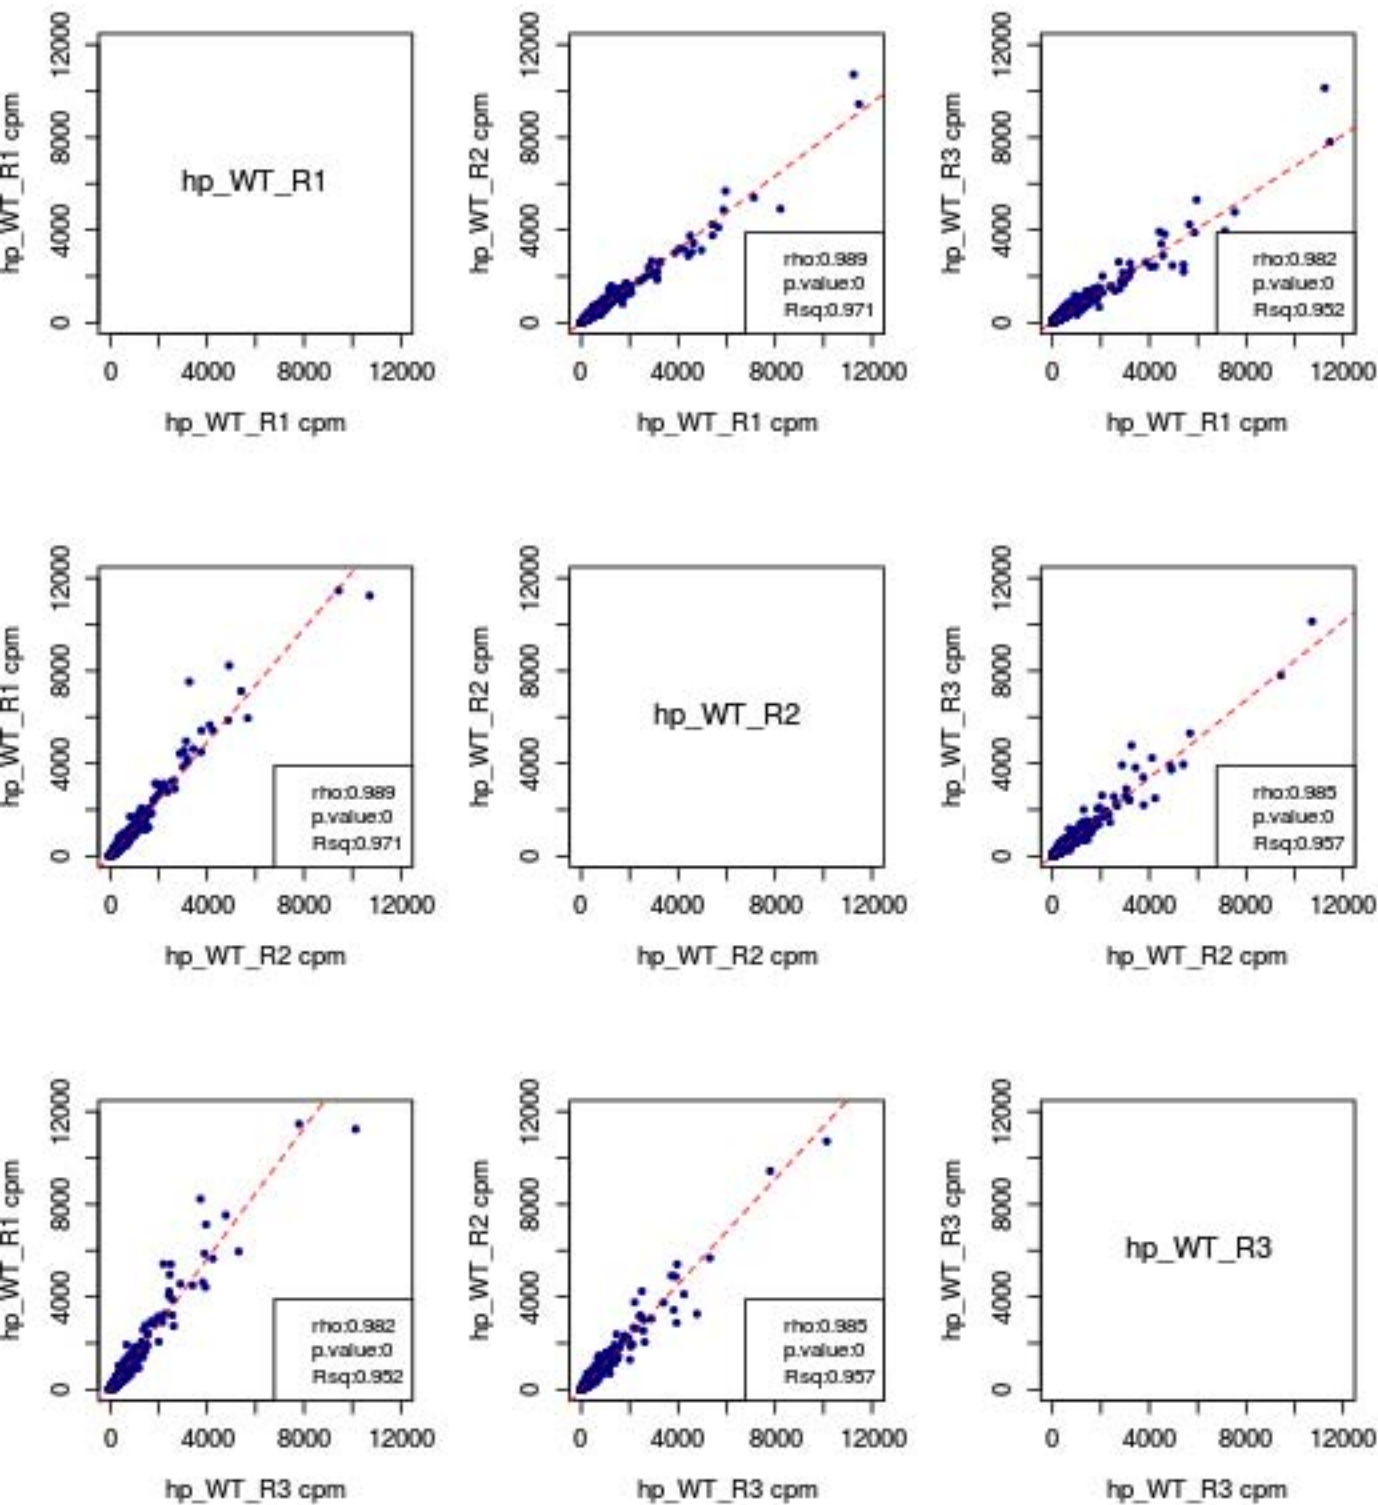 hp_WT_R1 cpm
12000
8000
4000
0
hp_WT_R1
0 4000 8000 12000
hp_WT_R1 cpm
hp_WT_R2 cpm
12000
8000
4000
0
rho:0.989
p.value:0
Rsq:0.971
0 4000 8000 12000
hp_WT_R1 cpm
hp_WT_R3 cpm
12000
8000
4000
0
rho:0.982
p.value:0
Rsq:0.952
0 4000 8000 12000
hp_WT_R1 cpm
hp_WT_R1 cpm
12000
8000
4000
0
rho:0.989
p.value:0
Rsq:0.971
0 4000 8000 12000
hp_WT_R2 cpm
hp_WT_R2 cpm
12000
8000
4000
0
hp_WT_R2
0 4000 8000 12000
hp_WT_R2 cpm
hp_WT_R3 cpm
12000
8000
4000
0
rho:0.985
p.value:0
Rsq:0.957
0 4000 8000 12000
hp_WT_R2 cpm
hp_WT_R1 cpm
12000
8000
4000
0
rho:0.982
p.value:0
Rsq:0.952
0 4000 8000 12000
hp_WT_R3 cpm
hp_WT_R2 cpm
12000
8000
4000
0
rho:0.985
p.value:0
Rsq:0.957
0 4000 8000 12000
hp_WT_R3 cpm
hp_WT_R3 cpm
12000
8000
4000
0
hp_WT_R3
0 4000 8000 12000
hp_WT_R3 cpm